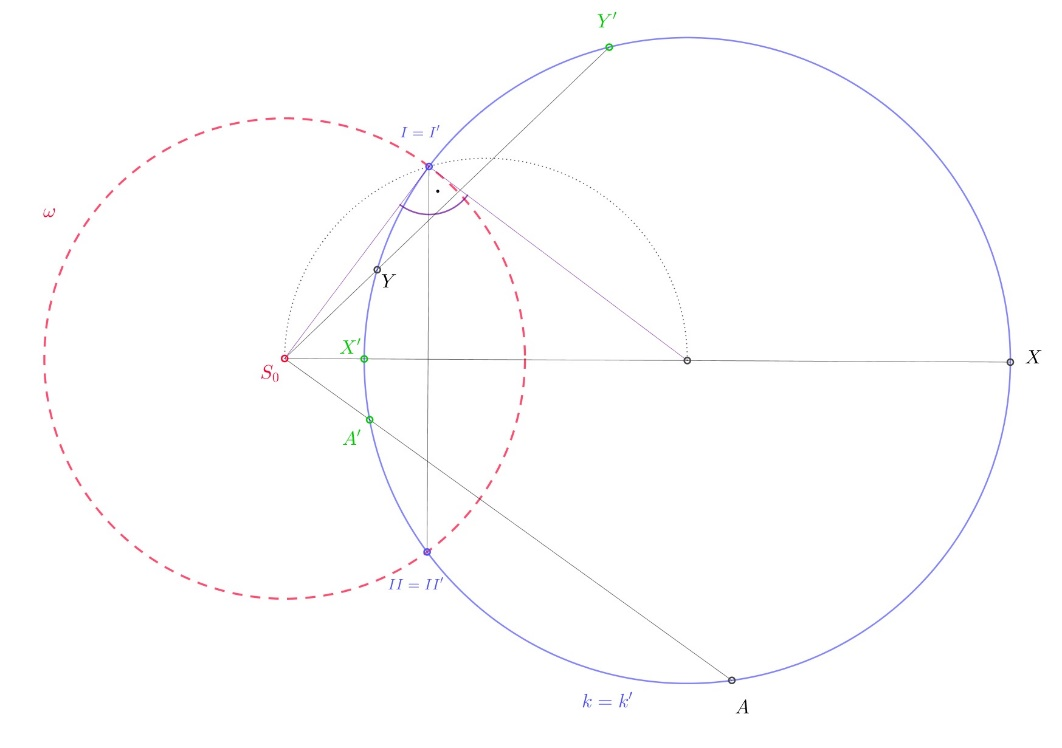 Y′
I = I′
ω
Y
X′
X
S₀
A′
II = II′
k = k′
A